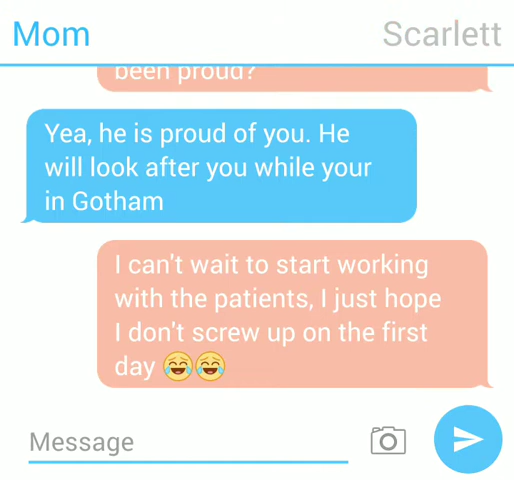 Mom
Scarlett
been proud?
Yea, he is proud of you. He
will look after you while your
in Gotham
I can't wait to start working
with the patients, I just hope
I don't screw up on the first
day 😂😂
Message